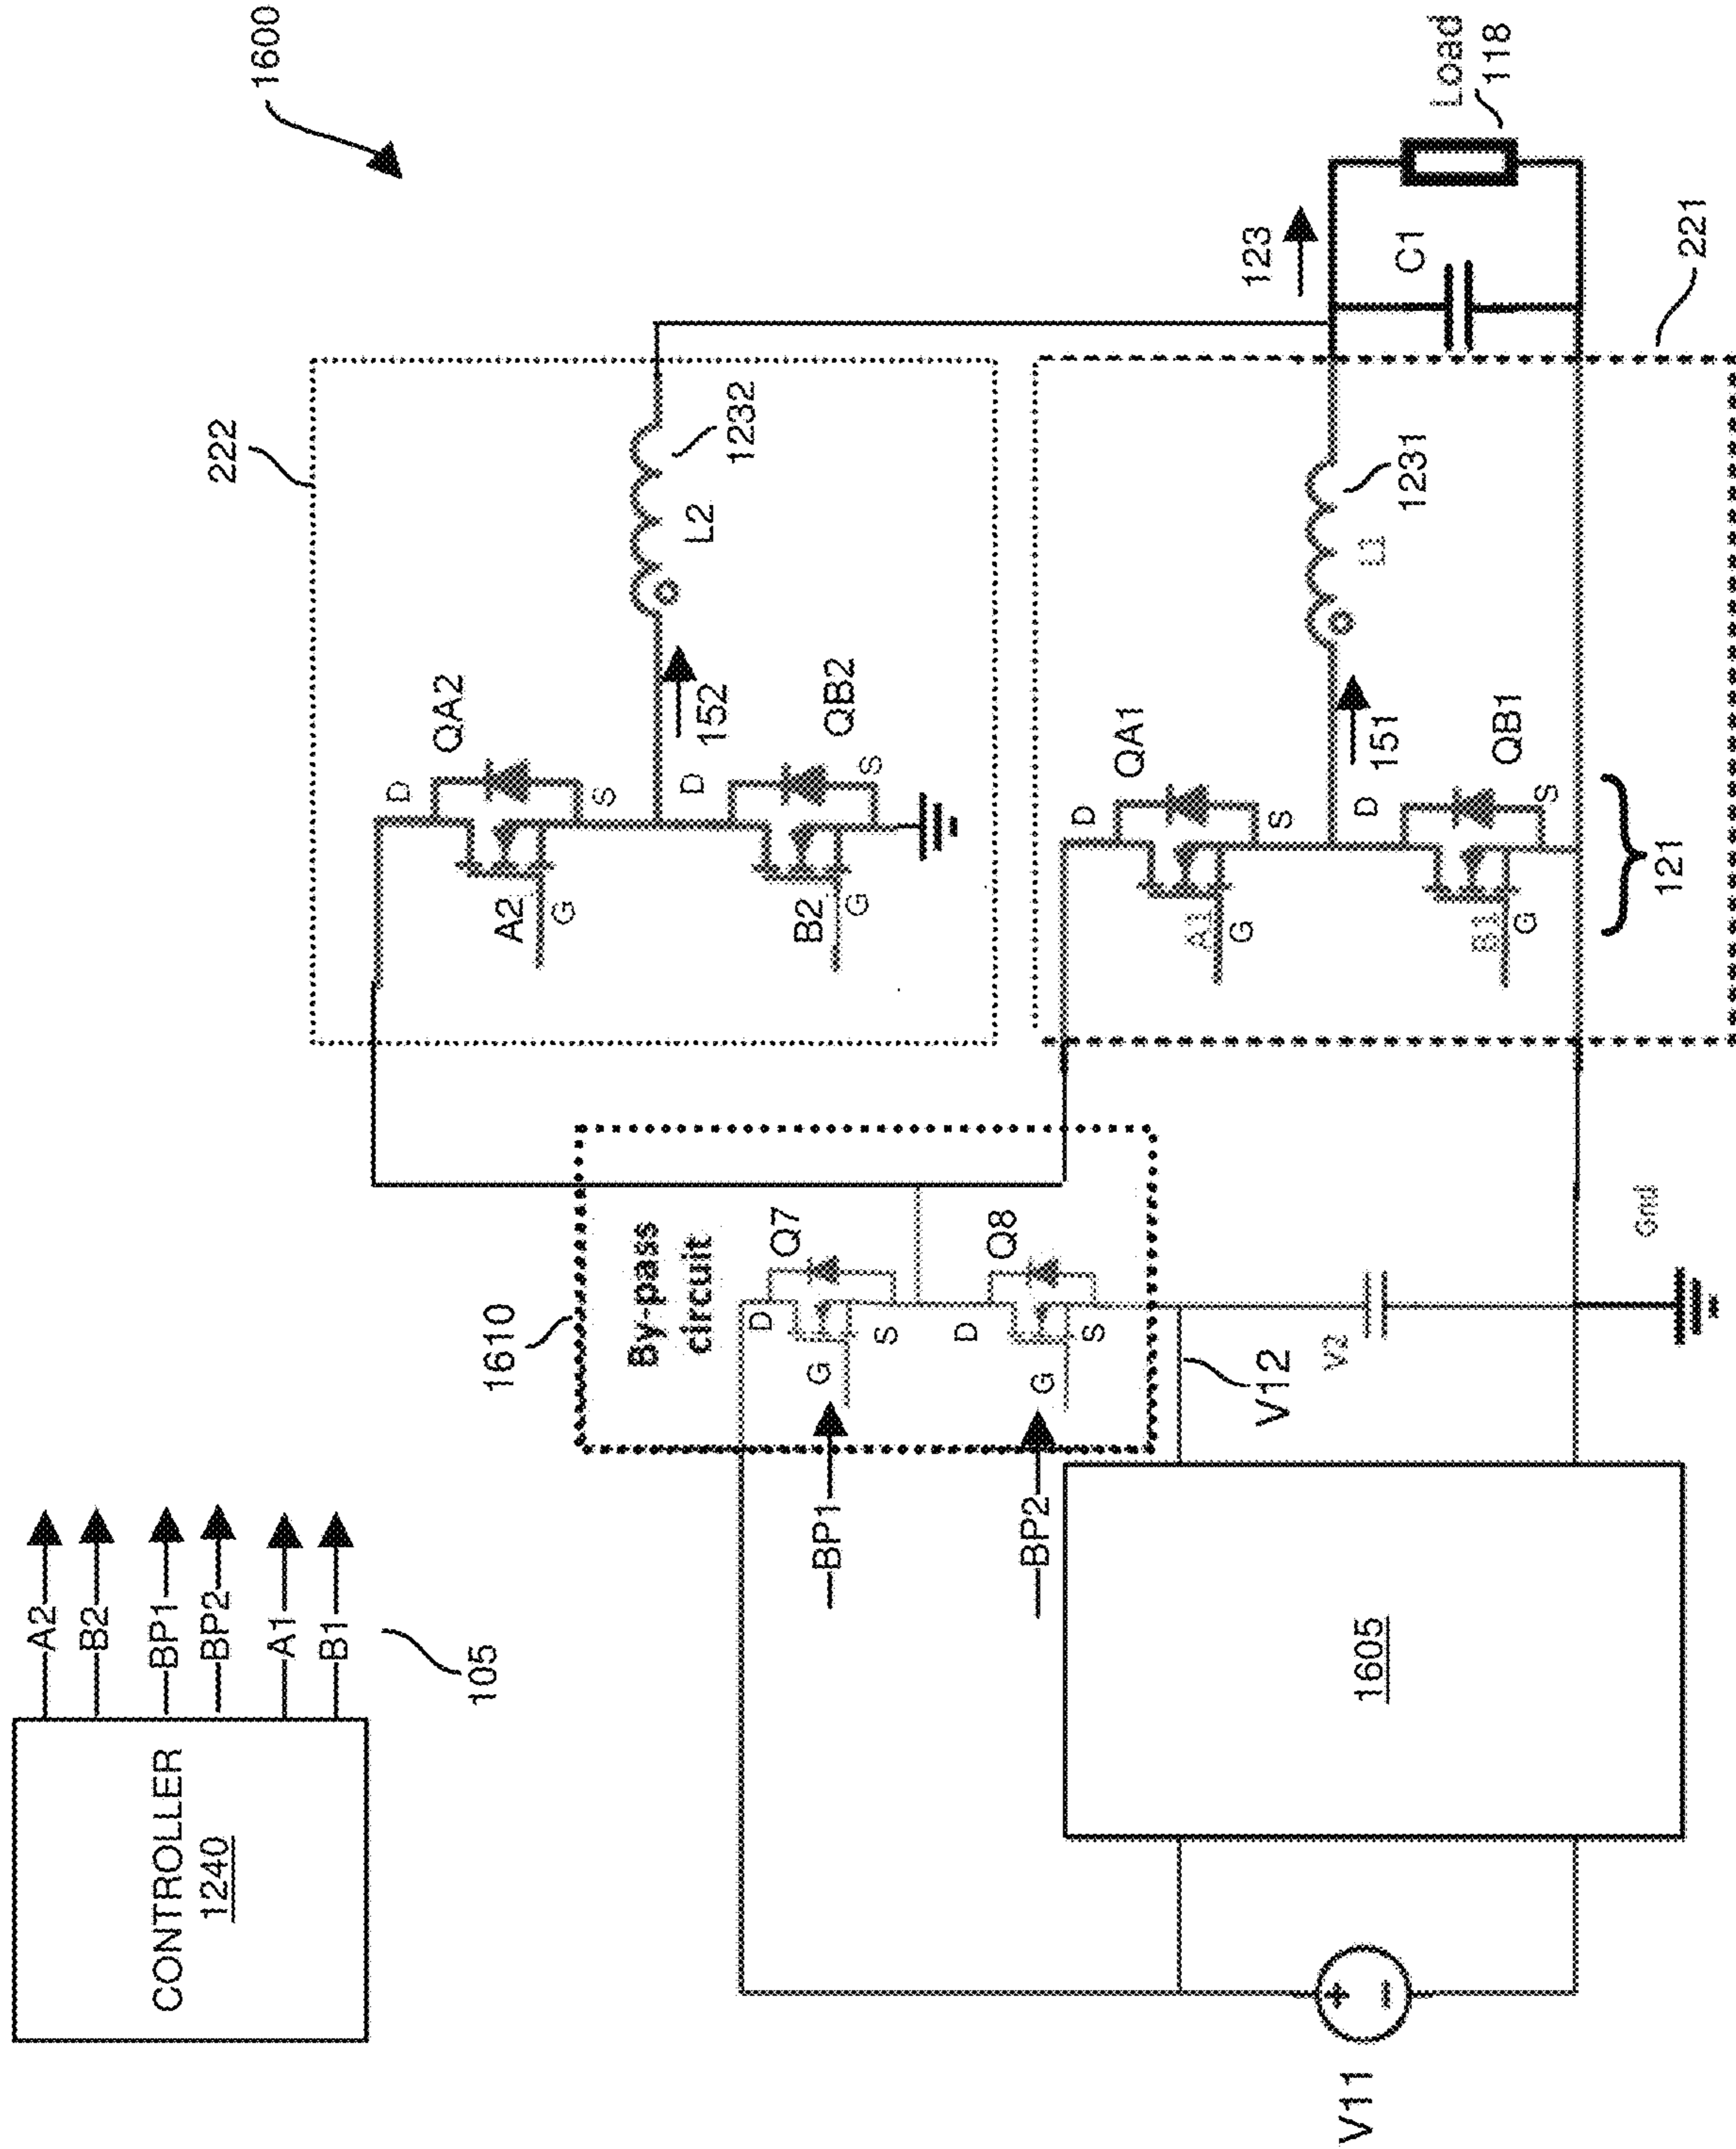 1600
CONTROLLER
1240
A2
B2
BP1
BP2
A1
B1
105
1610
By-pass
circuit
BP1
G
D
S
Q7
BP2
G
D
S
Q8
V12
V2
Gnd
V11
+
−
1605
222
A2
G
D
S
QA2
B2
G
D
S
QB2
152
L2
1232
A1
G
D
S
QA1
B1
G
D
S
QB1
121
151
L1
1231
221
123
C1
Load
118